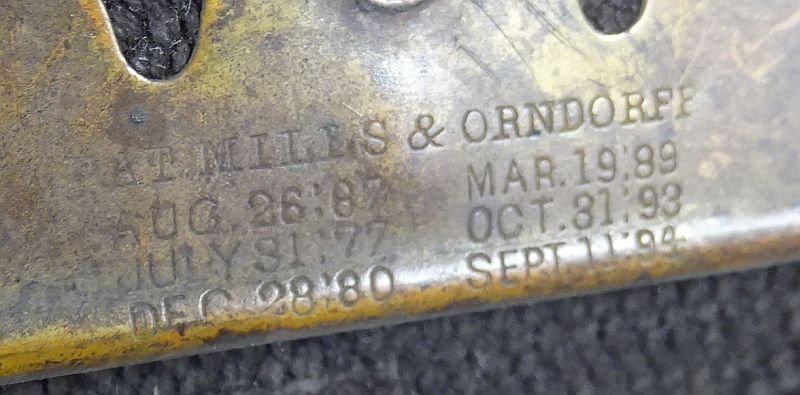 PAT. MILLS & ORNDORFF
AUG. 26:67 MAR. 19:89
JULY 31:77 OCT. 31:93
DEC. 28:80 SEPT. 11:94